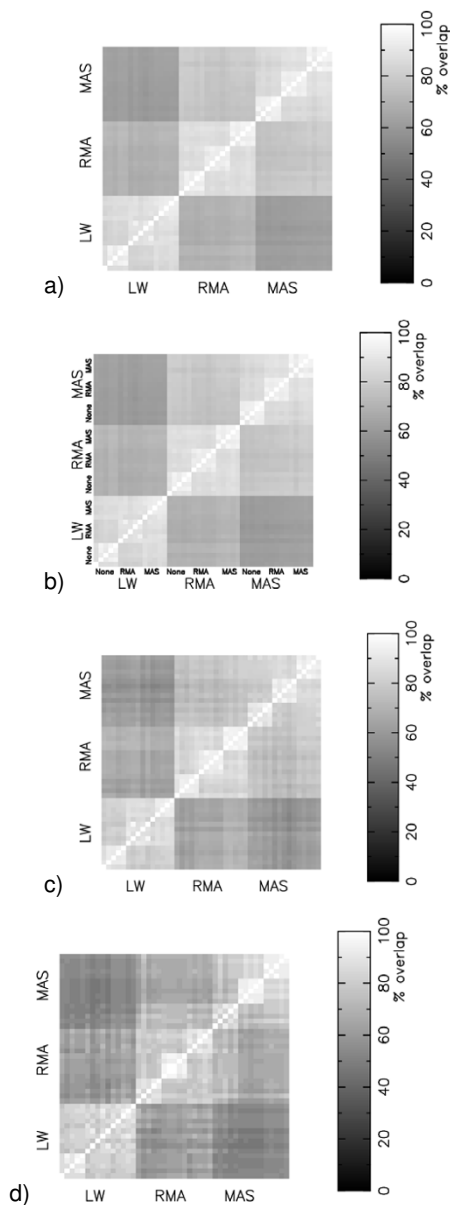 MAS
RMA
LW
LW RMA MAS
0 20 40 60 80 100
% overlap
a)
MAS
RMA
LW
MAS
RMA
None
MAS
RMA
None
MAS
RMA
None
None RMA MAS None RMA MAS None RMA MAS
LW RMA MAS
0 20 40 60 80 100
% overlap
b)
MAS
RMA
LW
LW RMA MAS
0 20 40 60 80 100
% overlap
c)
MAS
RMA
LW
LW RMA MAS
0 20 40 60 80 100
% overlap
d)